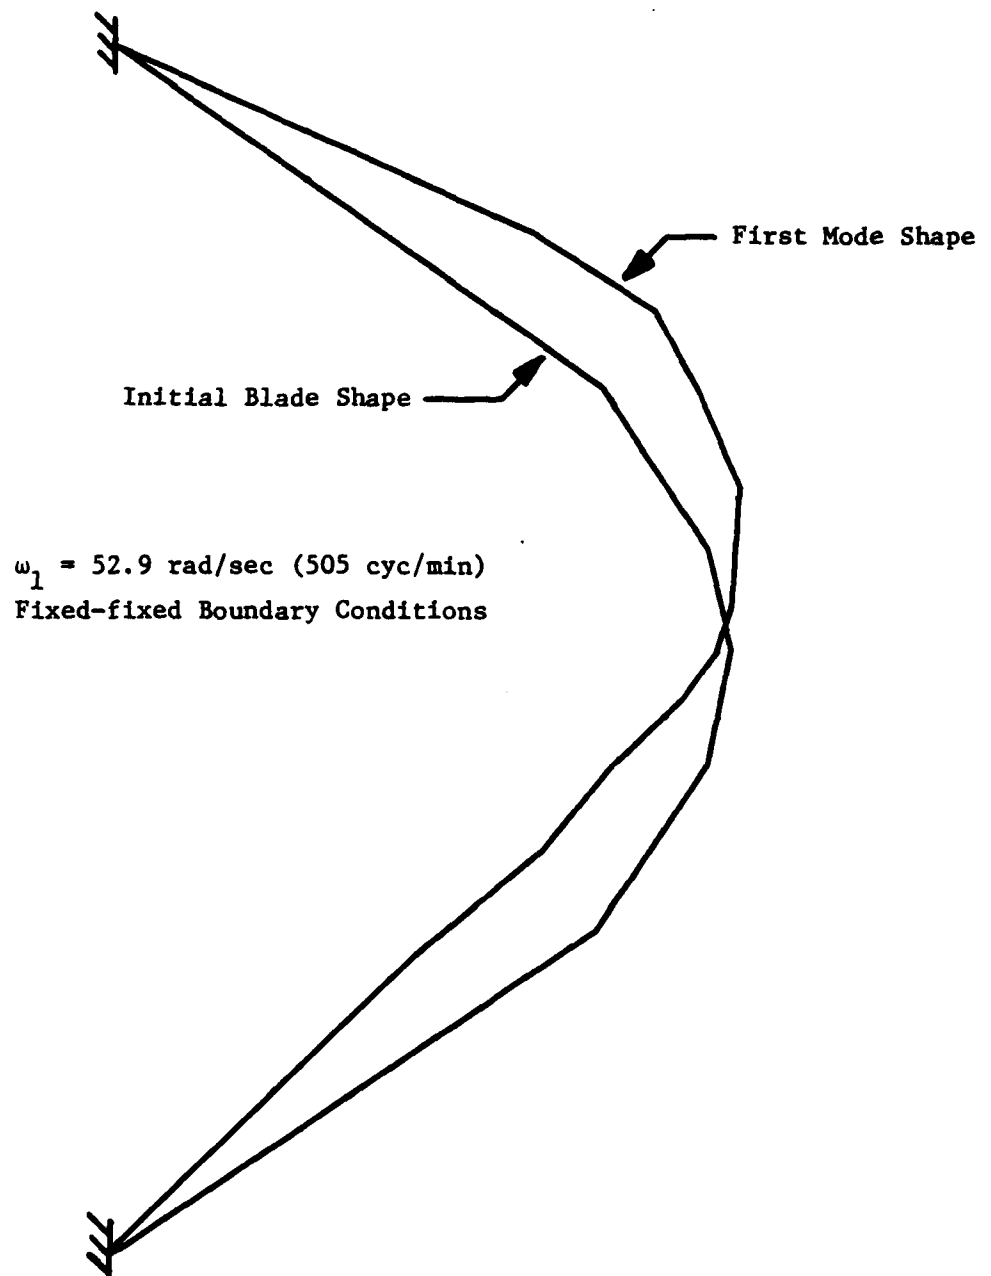 First Mode Shape
Initial Blade Shape
ω₁ = 52.9 rad/sec (505 cyc/min)
Fixed-fixed Boundary Conditions